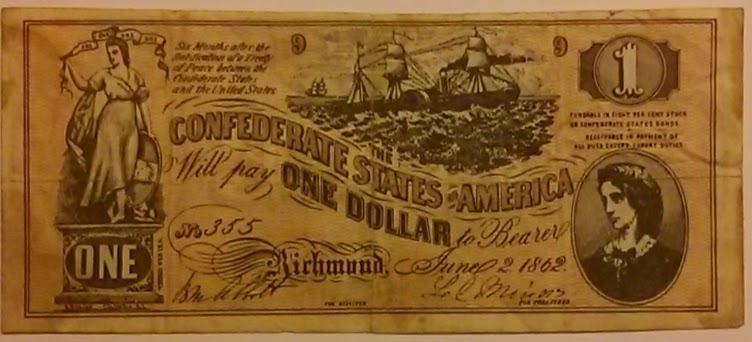 Six Months after the
Ratification of a Treaty
of Peace between the
Confederate States
and the United States
9
9
1
FUNDABLE IN EIGHT PER CENT STOCK
OR CONFEDERATE STATES BONDS.
RECEIVABLE IN PAYMENT OF
ALL DUES EXCEPT EXPORT DUTIES
THE
CONFEDERATE STATES OF AMERICA
Will pay ONE DOLLAR to Bearer
No 355
Richmond, June 2 1862.
ONE
FOR REGISTER
FOR TREASURER